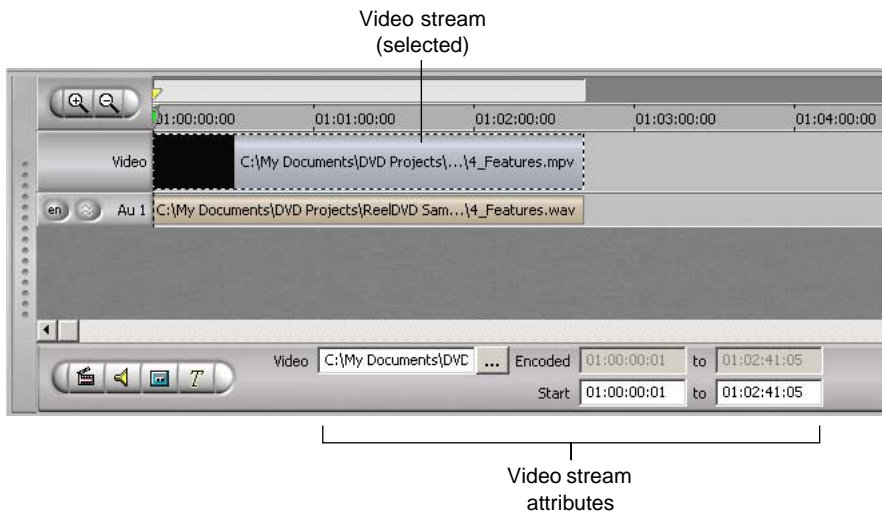 Video stream
(selected)
01:00:00:00 01:01:00:00 01:02:00:00 01:03:00:00 01:04:00:00
Video C:\My Documents\DVD Projects\...\4_Features.mpv
en Au 1 C:\My Documents\DVD Projects\ReelDVD Sam...\4_Features.wav
T Video C:\My Documents\DVD ... Encoded 01:00:00:01 to 01:02:41:05
Start 01:00:00:01 to 01:02:41:05
Video stream
attributes